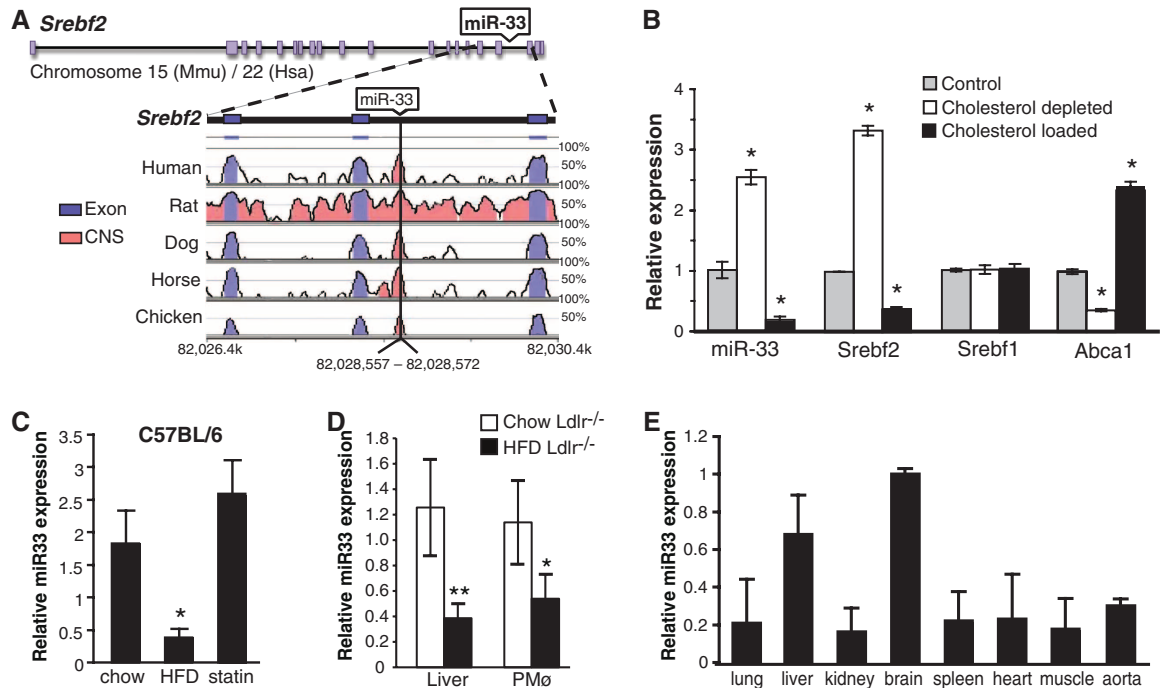 A
Srebf2
miR-33
Chromosome 15 (Mmu) / 22 (Hsa)
miR-33
Srebf2
100%
Human
50%
100%
Rat
50%
100%
Exon
CNS
Dog
50%
100%
Horse
50%
100%
Chicken
50%
82,026.4k
82,030.4k
82,028,557 – 82,028,572
B
Relative expression
4
3
2
1
0
Control
Cholesterol depleted
Cholesterol loaded
*
*
*
*
*
*
miR-33
Srebf2
Srebf1
Abca1
C
C57BL/6
Relative miR33 expression
3.5
3
2.5
2
1.5
1
0.5
0
*
chow
HFD
statin
D
Chow Ldlr-/-
HFD Ldlr-/-
Relative miR33 expression
1.8
1.6
1.4
1.2
1.0
0.8
0.6
0.4
0.2
0
**
*
Liver
PMø
E
Relative miR33 expression
1.2
1
0.8
0.6
0.4
0.2
0
lung
liver
kidney
brain
spleen
heart
muscle
aorta